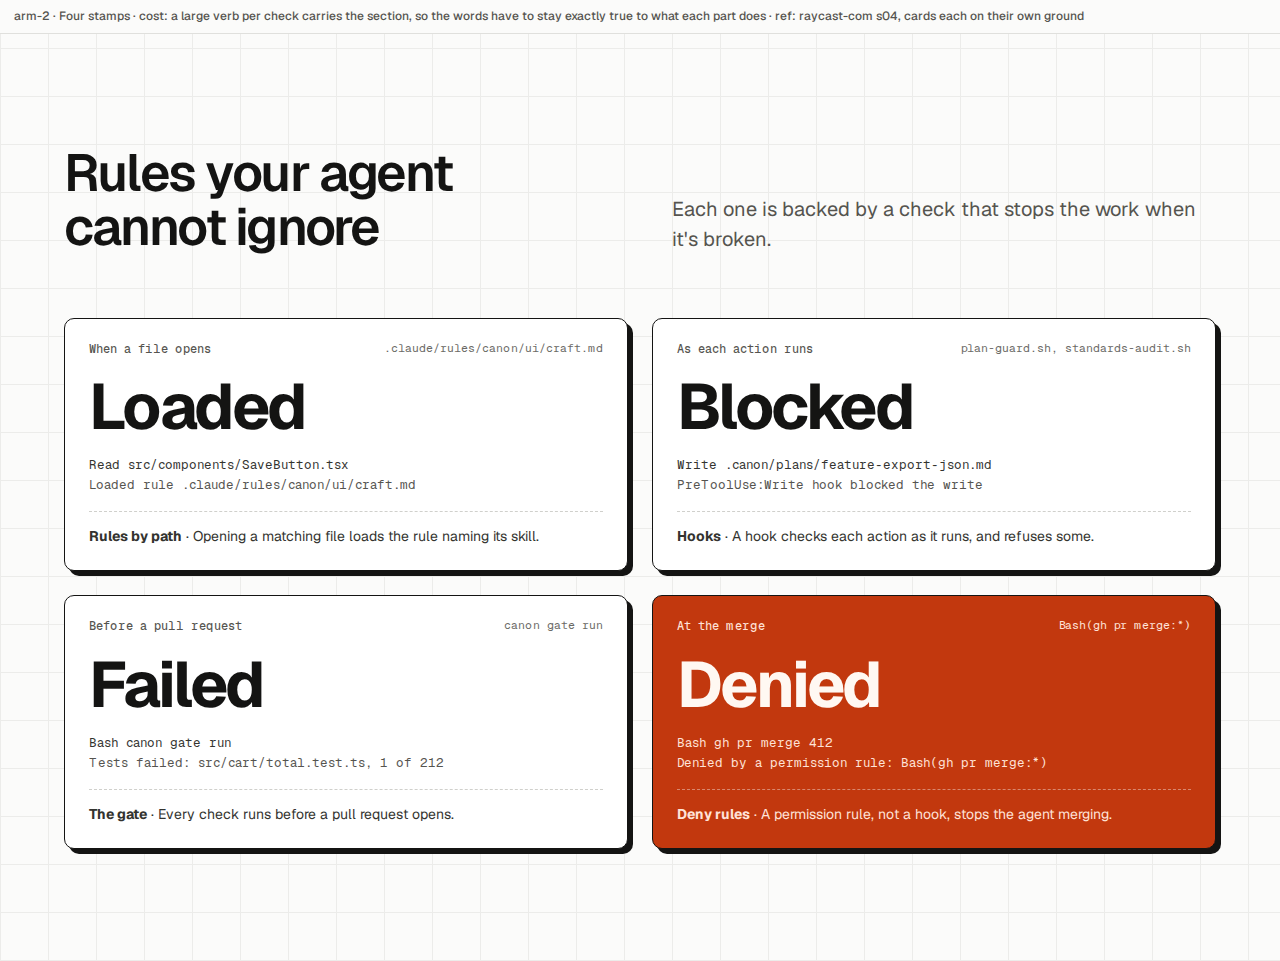 arm-2 · Four stamps · cost: a large verb per check carries the section, so the words have to stay exactly true to what each part does · ref: raycast-com s04, cards each on their own ground
Rules your agent
cannot ignore
Each one is backed by a check that stops the work when
it's broken.
When a file opens
.claude/rules/canon/ui/craft.md
Loaded
Read src/components/SaveButton.tsx
Loaded rule .claude/rules/canon/ui/craft.md
Rules by path · Opening a matching file loads the rule naming its skill.
As each action runs
plan-guard.sh, standards-audit.sh
Blocked
Write .canon/plans/feature-export-json.md
PreToolUse:Write hook blocked the write
Hooks · A hook checks each action as it runs, and refuses some.
Before a pull request
canon gate run
Failed
Bash canon gate run
Tests failed: src/cart/total.test.ts, 1 of 212
The gate · Every check runs before a pull request opens.
At the merge
Bash(gh pr merge:*)
Denied
Bash gh pr merge 412
Denied by a permission rule: Bash(gh pr merge:*)
Deny rules · A permission rule, not a hook, stops the agent merging.